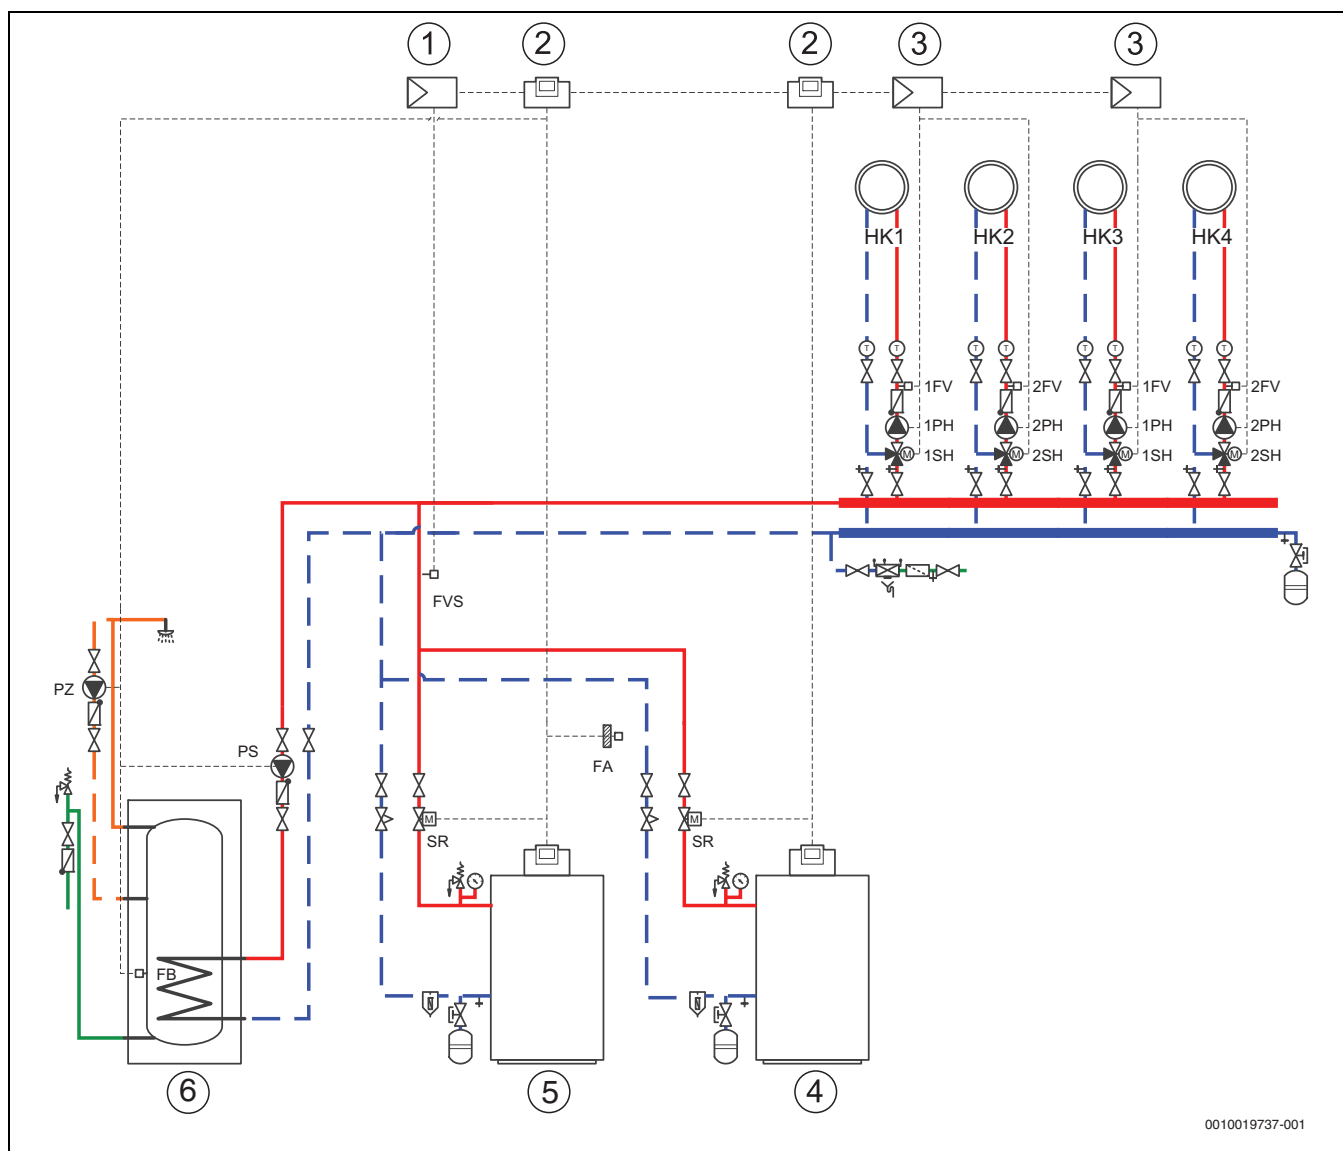 1 2 2 3 3
HK1 HK2 HK3 HK4
T T T T T T T T
1FV 2FV 1FV 2FV
1PH 2PH 1PH 2PH
M 1SH M 2SH M 1SH M 2SH
FVS
PZ
PS
FA
M M
SR SR
FB
6 5 4
0010019737-001